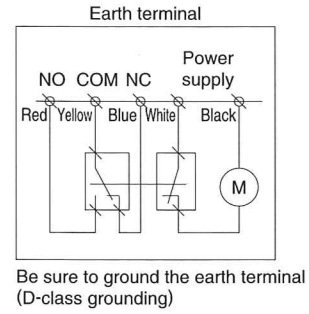 Earth terminal
Power
NO COM NC supply
Red Yellow Blue White Black
M
Be sure to ground the earth terminal
(D-class grounding)